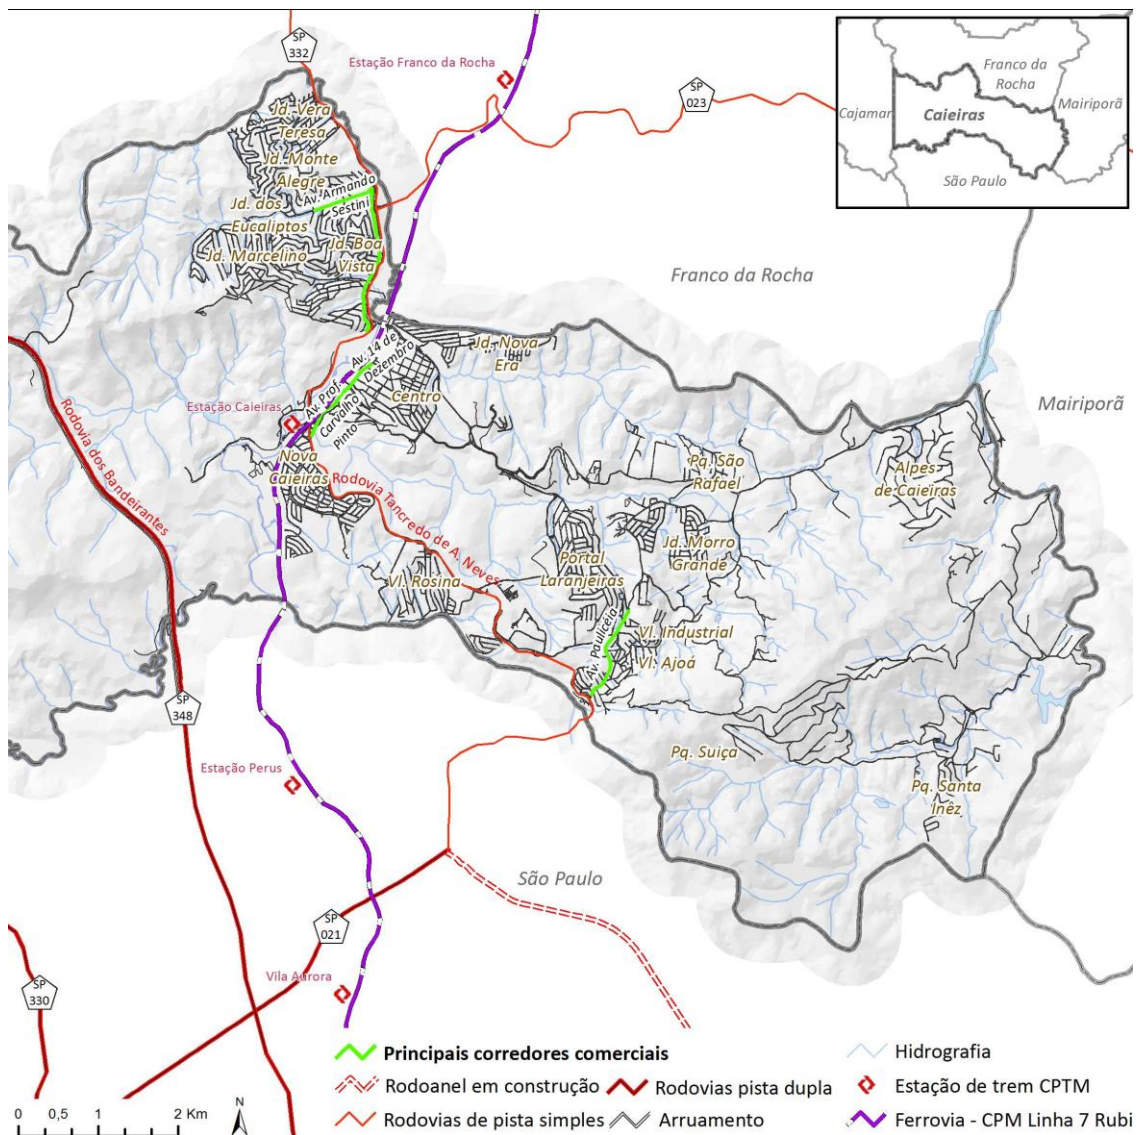 SP
332
Estação Franco da Rocha
SP
023
Franco da
Rocha
Cajamar
Caieiras
Mairiporã
São Paulo
Jd. Vera
Teresa
Jd. Monte
Alegre
Av. Armando
Sestini
Jd. dos
Eucaliptos
Jd. Marcelino
Jd. Boa
Vista
Franco da Rocha
Jd. Nova
Era
Av. 14 de
Dezembro
Av. Prof.
Carvalho
Pinto
Centro
Estação Caieiras
Mairiporã
Rodovia dos Bandeirantes
Nova
Caieiras
Rodovia Tancredo de A. Neves
Pq. São
Rafael
Alpes
de Caieiras
Jd. Morro
Grande
Portal
Laranjeiras
Vl. Rosina
Av. Paulicéia
Vl. Industrial
Vl. Ajoá
SP
348
Pq. Suiça
Estação Perus
Pq. Santa
Inêz
São Paulo
SP
021
Vila Aurora
SP
330
Principais corredores comerciais
Hidrografia
Rodoanel em construção
Rodovias pista dupla
Estação de trem CPTM
Rodovias de pista simples
Arruamento
Ferrovia - CPM Linha 7 Rubi
0 0,5 1 2 Km
N